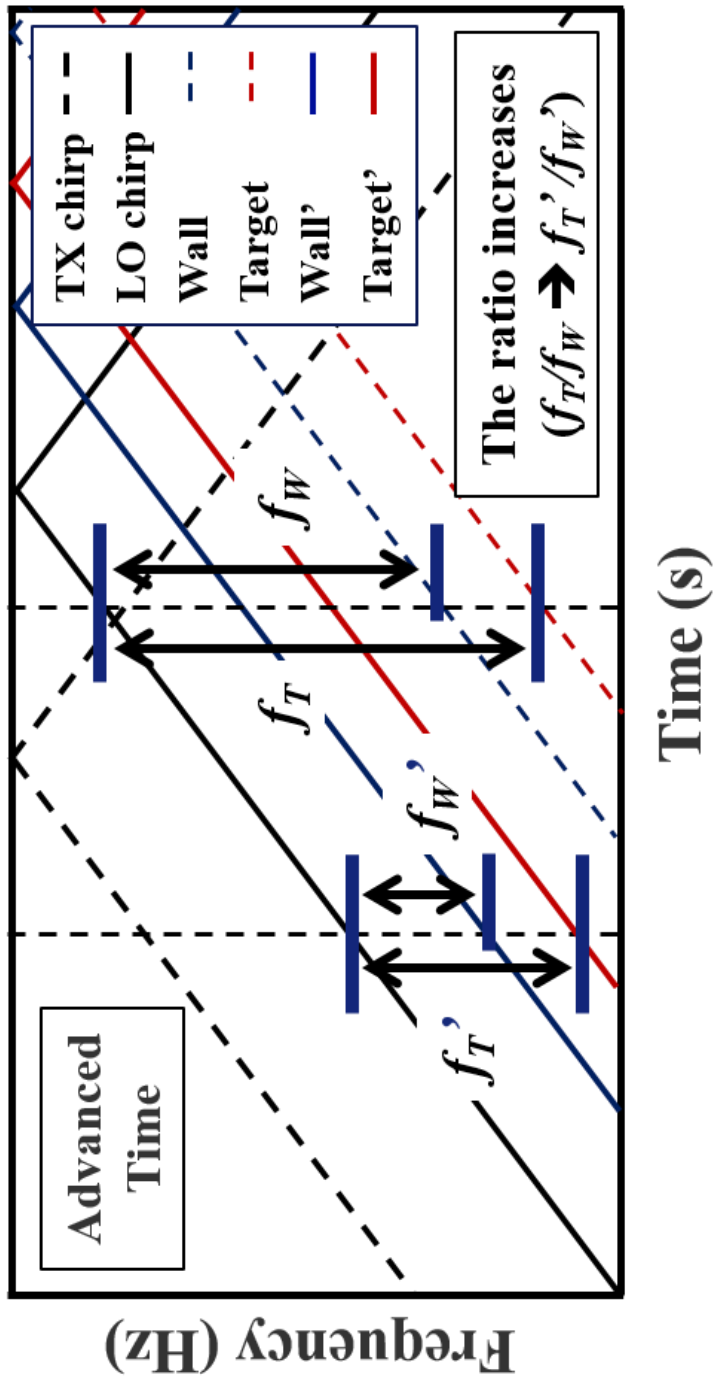 Advanced
Time
TX chirp
LO chirp
Wall
Target
Wall’
Target’
f_T’
f_W’
f_T
f_W
The ratio increases
(f_T/f_W ➔ f_T’/f_W’)
Frequency (Hz)
Time (s)